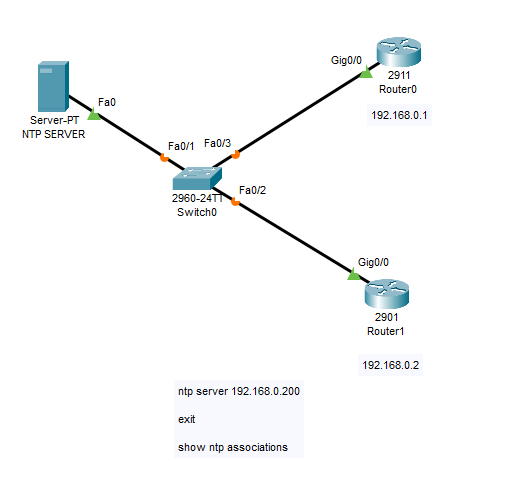 Gig0/0
2911
Router0
192.168.0.1
Fa0
Server-PT
NTP SERVER
Fa0/1
Fa0/3
Fa0/2
2960-24TT
Switch0
Gig0/0
2901
Router1
192.168.0.2
ntp server 192.168.0.200
exit
show ntp associations